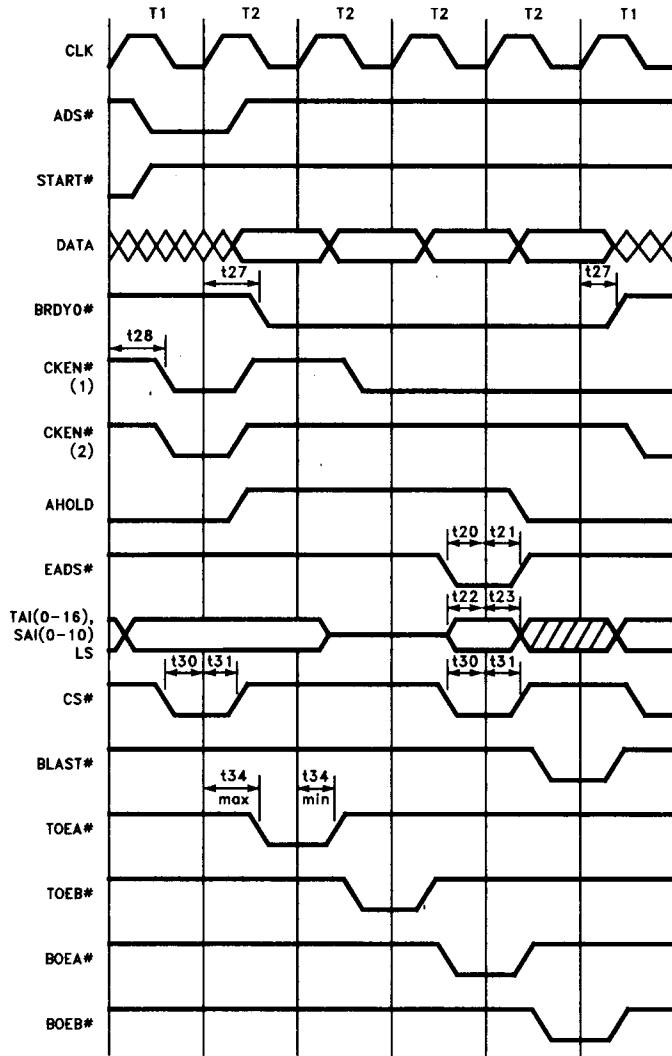 T1 T2 T2 T2 T2 T1
CLK
ADS#
START#
DATA
t27 t27
BRDYO#
t28
CKEN#
(1)
CKEN#
(2)
AHOLD
t20 t21
EADS#
t22 t23
TAI(0-16),
SAI(0-10)
LS
t30 t31 t30 t31
CS#
BLAST#
t34 t34
max min
TOEA#
TOEB#
BOEA#
BOEB#